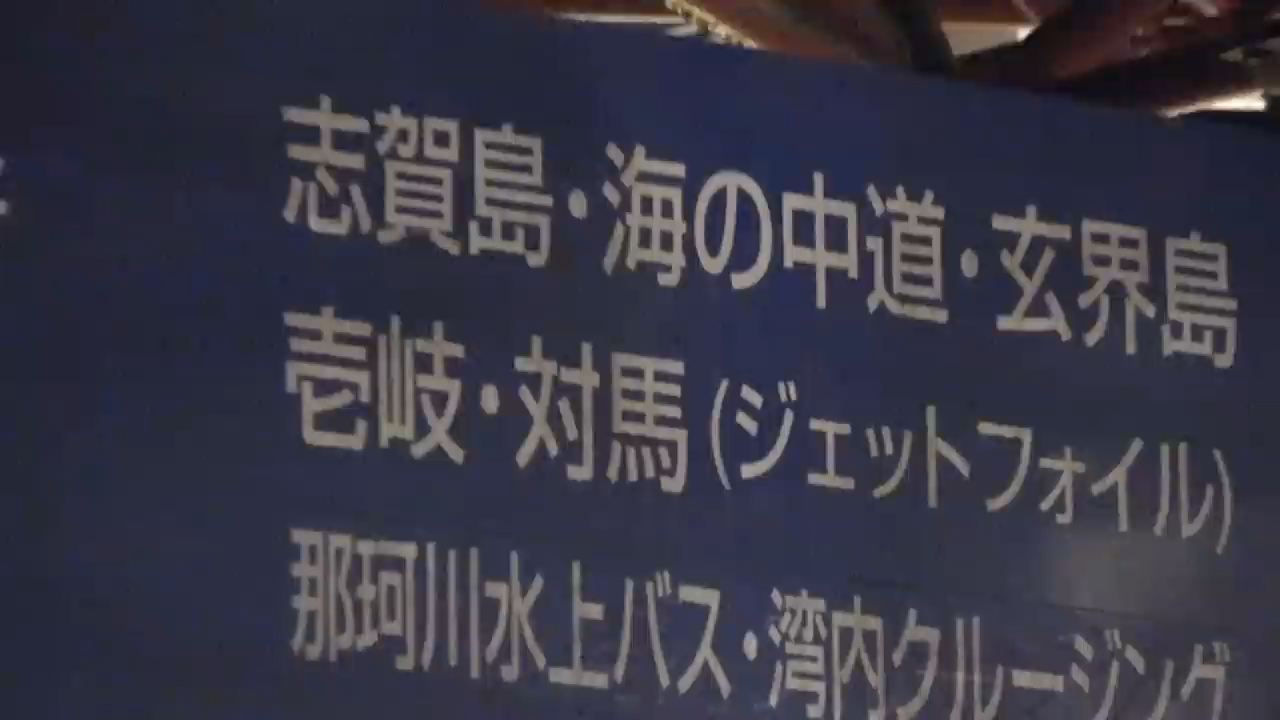 志賀島・海の中道・玄界島
壱岐・対馬(ジェットフォイル)
那珂川水上バス・湾内クルージング